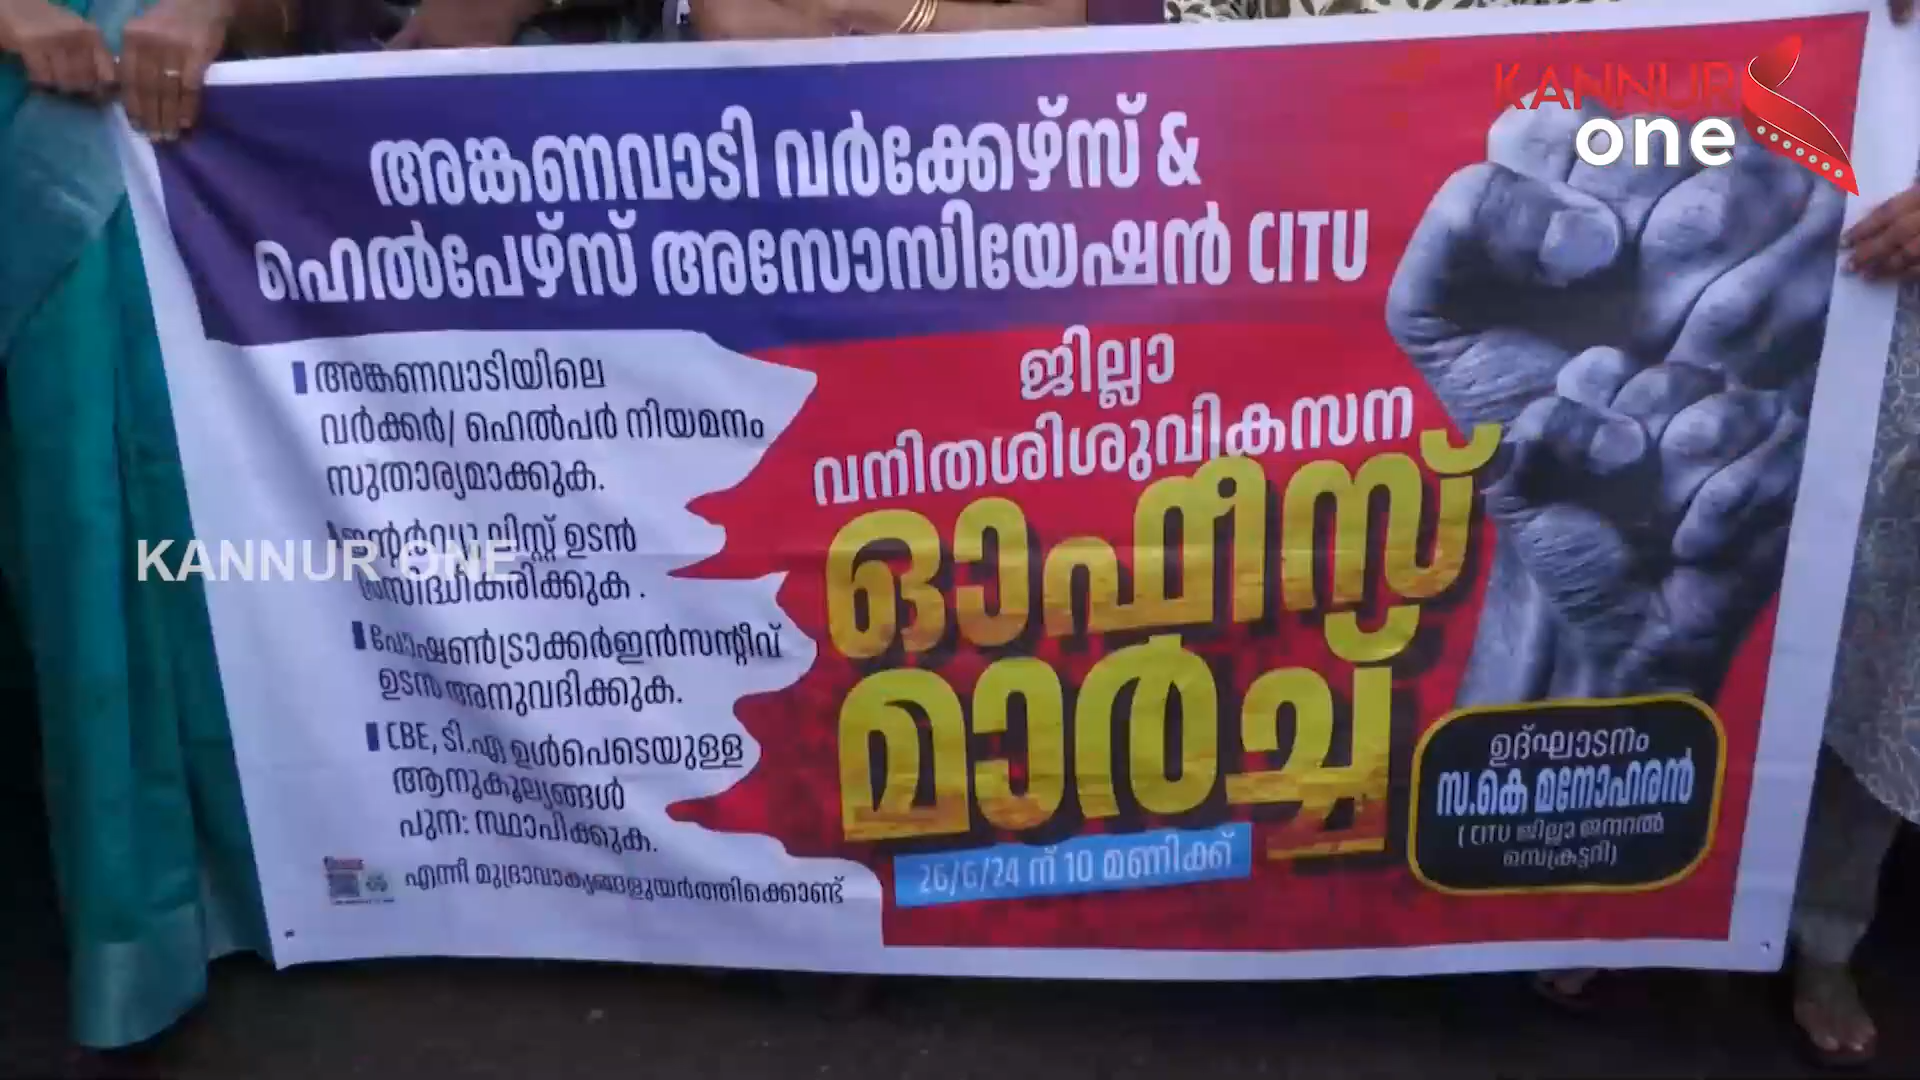 KANNUR
one
അങ്കണവാടി വർക്കേഴ്സ് &
ഹെൽപേഴ്സ് അസോസിയേഷൻ CITU
അങ്കണവാടിയിലെ
വർക്കർ/ ഹെൽപർ നിയമനം
സുതാര്യമാക്കുക.
ലിസ്റ്റ് ഉടൻ
KANNUR ONE
പോഷൺട്രാക്കർഇൻസന്റീവ്
ഉടൻ അനുവദിക്കുക.
CBE, ടി.എ ഉൾപെടെയുള്ള
ആനുകൂല്യങ്ങൾ
പുന: സ്ഥാപിക്കുക.
എന്നീ മുദ്രാവാക്യങ്ങളുയർത്തിക്കൊണ്ട്
ജില്ലാ
വനിതശിശുവികസന
ഓഫീസ്
മാർച്ച്
26/6/24 ന് 10 മണിക്ക്
ഉദ്ഘാടനം
സ.കെ മനോഹരൻ
( CITU ജില്ലാ ജനറൽ
സെക്രട്ടറി)